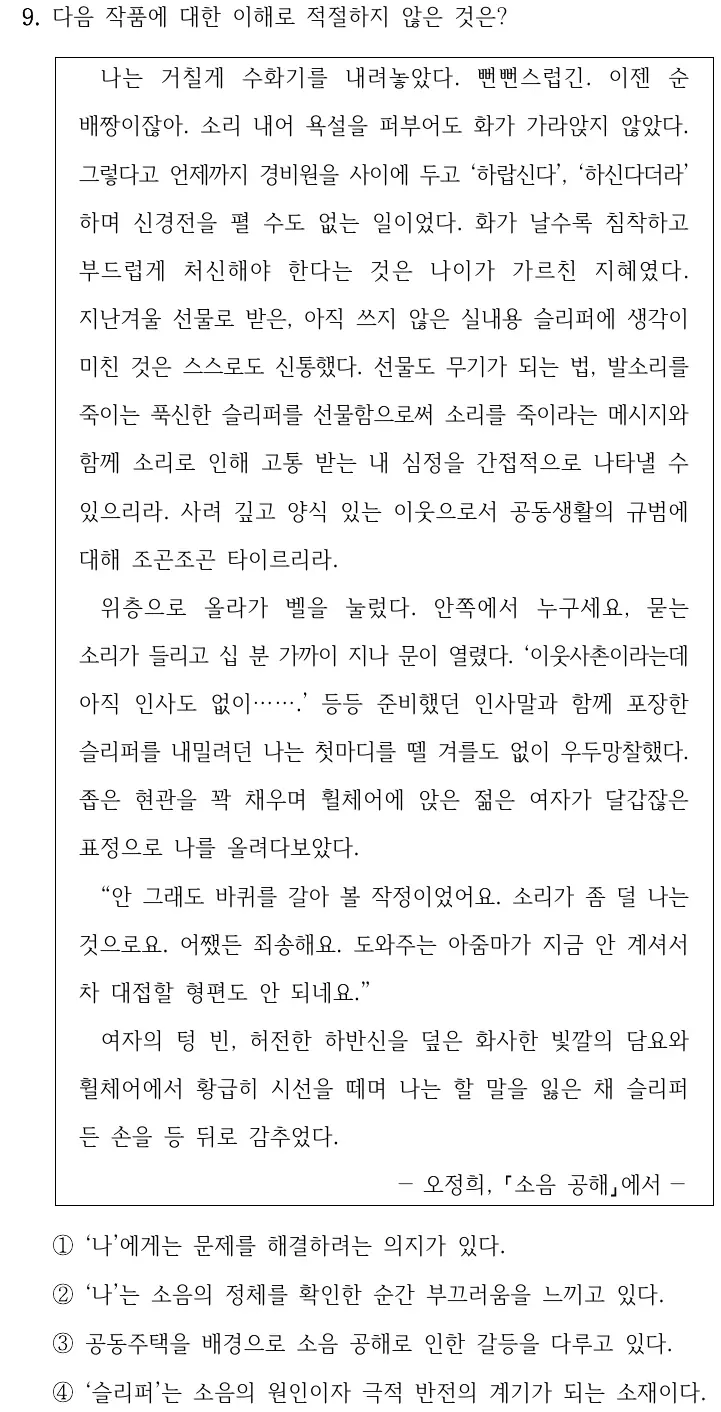 9. 다음 작품에 대한 이해로 적절하지 않은 것은?
나는 거칠게 수화기를 내려놓았다. 뻔뻔스럽긴. 이젠 순
배짱이잖아. 소리 내어 욕설을 퍼부어도 화가 가라앉지 않았다.
그렇다고 언제까지 경비원을 사이에 두고 ‘하랍신다’, ‘하신다더라’
하며 신경전을 펼 수도 없는 일이었다. 화가 날수록 침착하고
부드럽게 처신해야 한다는 것은 나이가 가르친 지혜였다.
지난겨울 선물로 받은, 아직 쓰지 않은 실내용 슬리퍼에 생각이
미친 것은 스스로도 신통했다. 선물도 무기가 되는 법, 발소리를
죽이는 푹신한 슬리퍼를 선물함으로써 소리를 죽이라는 메시지와
함께 소리로 인해 고통 받는 내 심정을 간접적으로 나타낼 수
있으리라. 사려 깊고 양식 있는 이웃으로서 공동생활의 규범에
대해 조곤조곤 타이르리라.
위층으로 올라가 벨을 눌렀다. 안쪽에서 누구세요, 묻는
소리가 들리고 십 분 가까이 지나 문이 열렸다. ‘이웃사촌이라는데
아직 인사도 없이…….’ 등등 준비했던 인사말과 함께 포장한
슬리퍼를 내밀려던 나는 첫마디를 뗄 겨를도 없이 우두망찰했다.
좁은 현관을 꽉 채우며 휠체어에 앉은 젊은 여자가 달갑잖은
표정으로 나를 올려다보았다.
“안 그래도 바퀴를 갈아 볼 작정이었어요. 소리가 좀 덜 나는
것으로요. 어쨌든 죄송해요. 도와주는 아줌마가 지금 안 계셔서
차 대접할 형편도 안 되네요.”
여자의 텅 빈, 허전한 하반신을 덮은 화사한 빛깔의 담요와
휠체어에서 황급히 시선을 떼며 나는 할 말을 잃은 채 슬리퍼
든 손을 등 뒤로 감추었다.
– 오정희, 『소음 공해』에서 –
① ‘나’에게는 문제를 해결하려는 의지가 있다.
② ‘나’는 소음의 정체를 확인한 순간 부끄러움을 느끼고 있다.
③ 공동주택을 배경으로 소음 공해로 인한 갈등을 다루고 있다.
④ ‘슬리퍼’는 소음의 원인이자 극적 반전의 계기가 되는 소재이다.